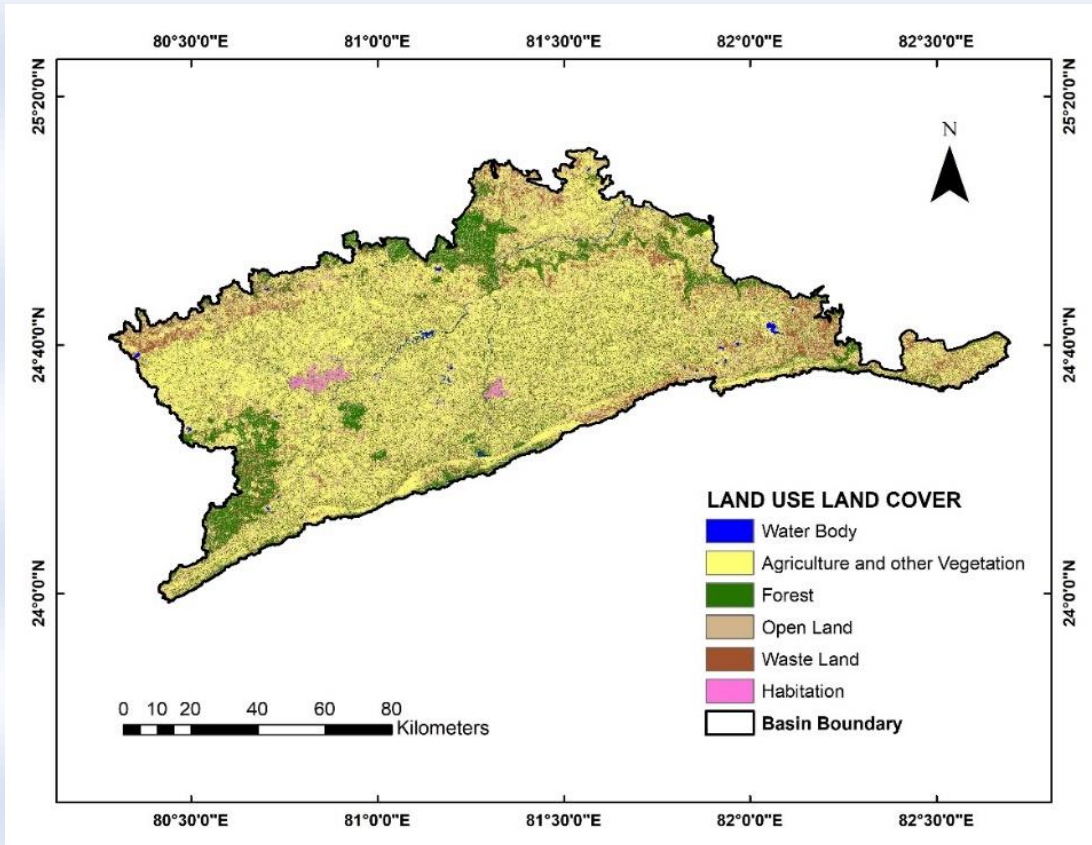 80°30'0"E 81°0'0"E 81°30'0"E 82°0'0"E 82°30'0"E
25°20'0"N 25°20'0"N
N
24°40'0"N 24°40'0"N
LAND USE LAND COVER
Water Body
Agriculture and other Vegetation
24°0'0"N 24°0'0"N
Forest
Open Land
Waste Land
Habitation
Basin Boundary
0 10 20 40 60 80
Kilometers
80°30'0"E 81°0'0"E 81°30'0"E 82°0'0"E 82°30'0"E